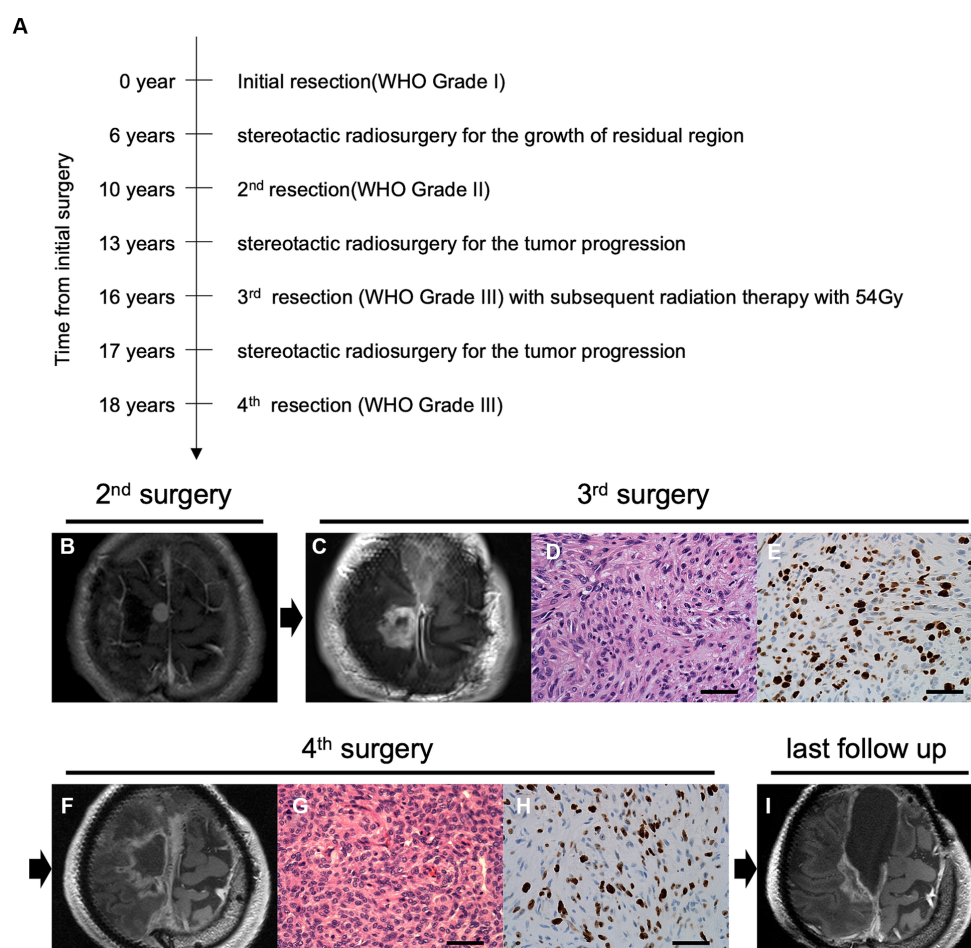 A
Time from initial surgery
0 year Initial resection(WHO Grade I)
6 years stereotactic radiosurgery for the growth of residual region
10 years 2nd resection(WHO Grade II)
13 years stereotactic radiosurgery for the tumor progression
16 years 3rd resection (WHO Grade III) with subsequent radiation therapy with 54Gy
17 years stereotactic radiosurgery for the tumor progression
18 years 4th resection (WHO Grade III)
2nd surgery 3rd surgery
B C D E
4th surgery last follow up
F G H I